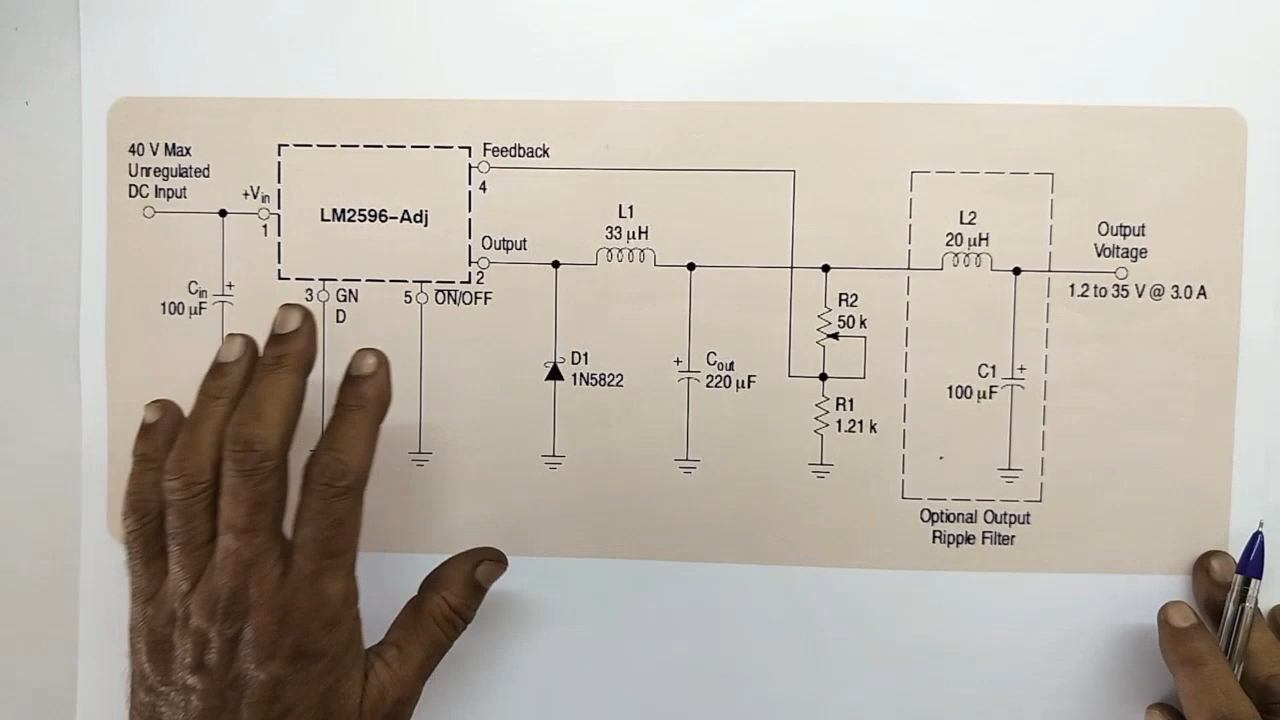 40 V Max
Unregulated
DC Input
+Vin
1
LM2596-Adj
Feedback
4
Output
2
3
GN
D
5
ON/OFF
Cin
+
100 µF
L1
33 µH
D1
1N5822
+
Cout
220 µF
R2
50 k
R1
1.21 k
L2
20 µH
C1
+
100 µF
Output
Voltage
1.2 to 35 V @ 3.0 A
Optional Output
Ripple Filter